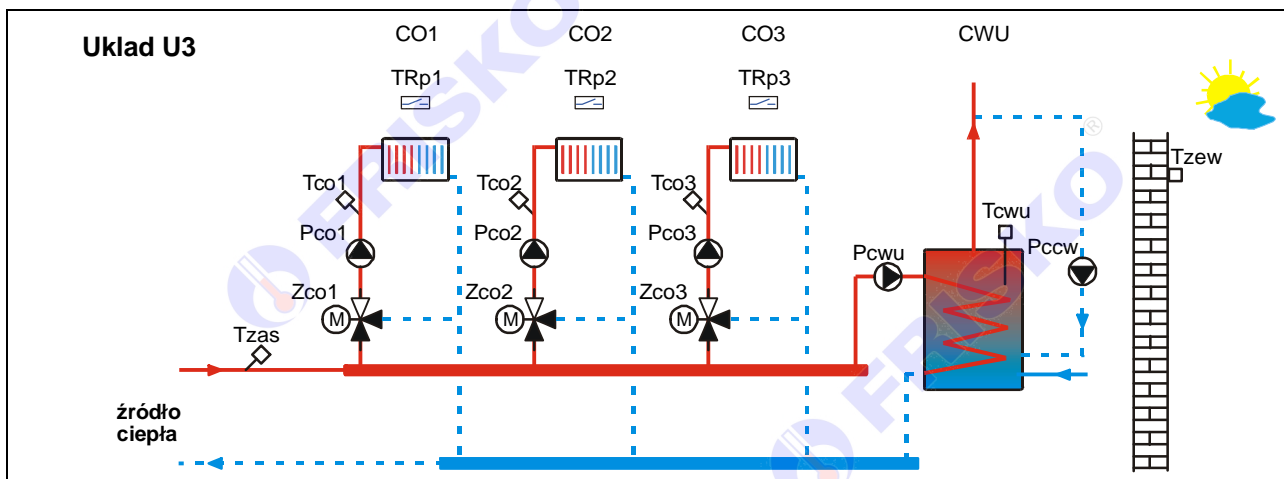 Uklad U3
CO1 CO2 CO3 CWU
TRp1 TRp2 TRp3
Tzew
Tco1 Tco2 Tco3
Tcwu
Pco1 Pco2 Pco3 Pcwu Pccw
Zco1 Zco2 Zco3
M M M
Tzas
źródło
ciepła
FRISKO
FRISKO ®
FRISKO